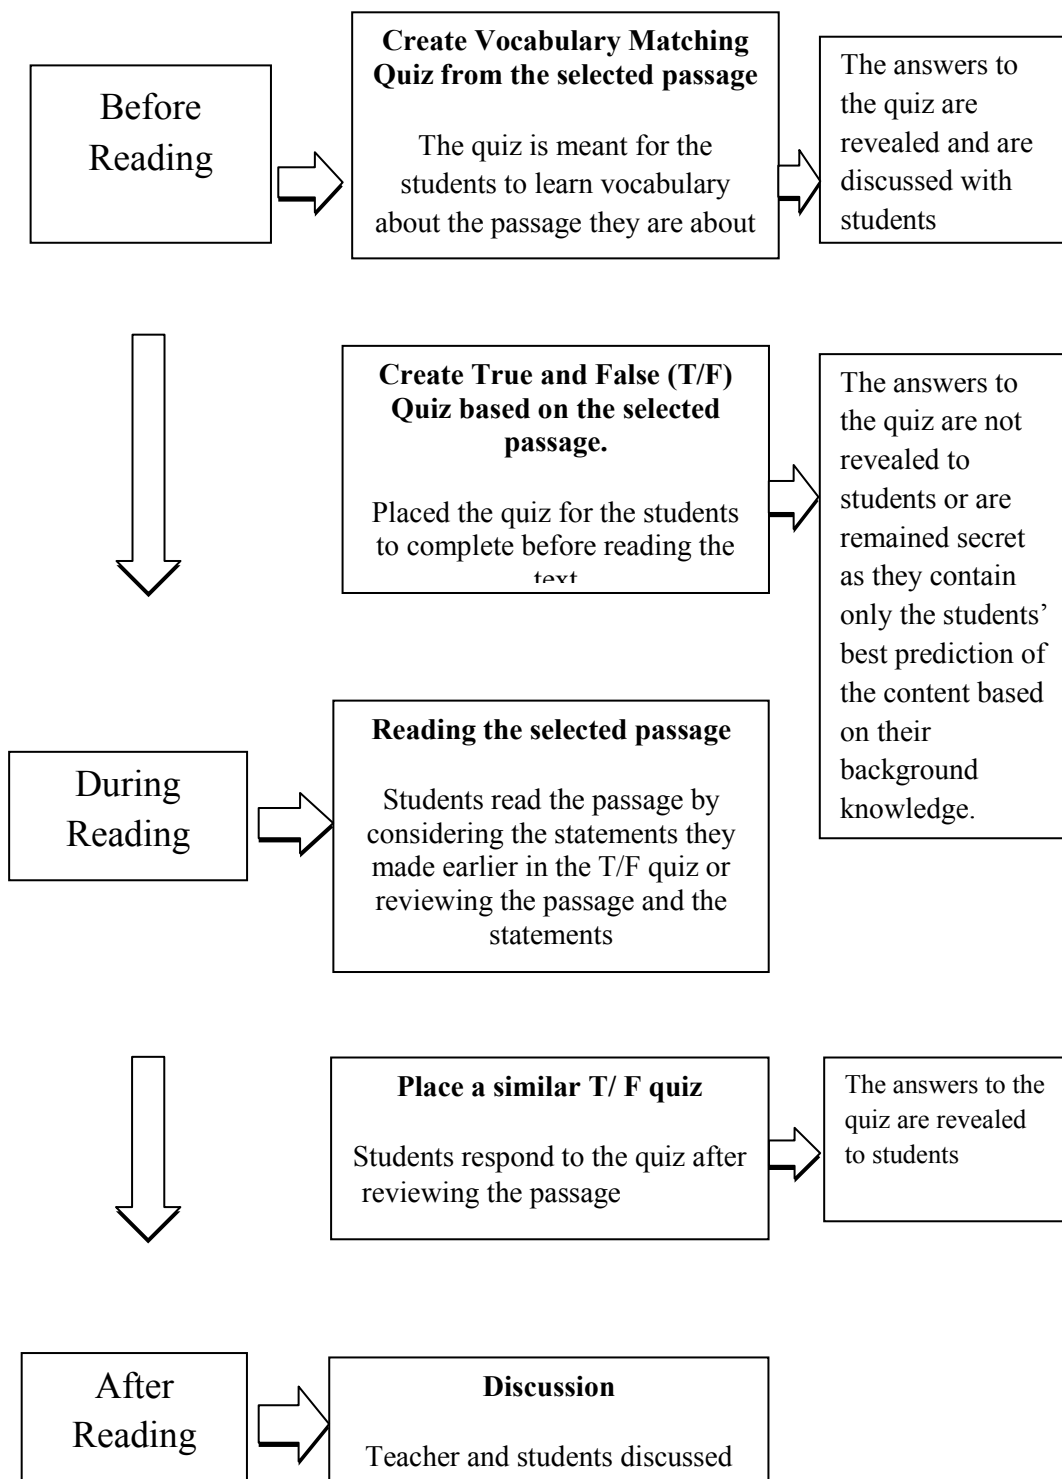 Before
Reading
Create Vocabulary Matching
Quiz from the selected passage
The quiz is meant for the
students to learn vocabulary
about the passage they are about
The answers to
the quiz are
revealed and are
discussed with
students
Create True and False (T/F)
Quiz based on the selected
passage.
Placed the quiz for the students
to complete before reading the
text
The answers to
the quiz are not
revealed to
students or are
remained secret
as they contain
only the students’
best prediction of
the content based
on their
background
knowledge.
During
Reading
Reading the selected passage
Students read the passage by
considering the statements they
made earlier in the T/F quiz or
reviewing the passage and the
statements
Place a similar T/ F quiz
Students respond to the quiz after
reviewing the passage
The answers to the
quiz are revealed
to students
After
Reading
Discussion
Teacher and students discussed